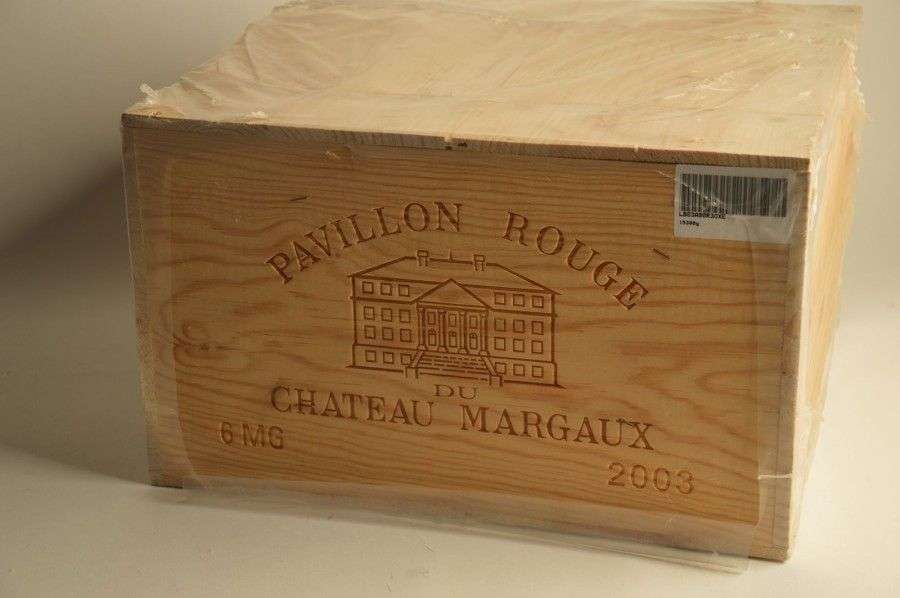 PAVILLON ROUGE
DU
CHATEAU MARGAUX
6 MG
2003